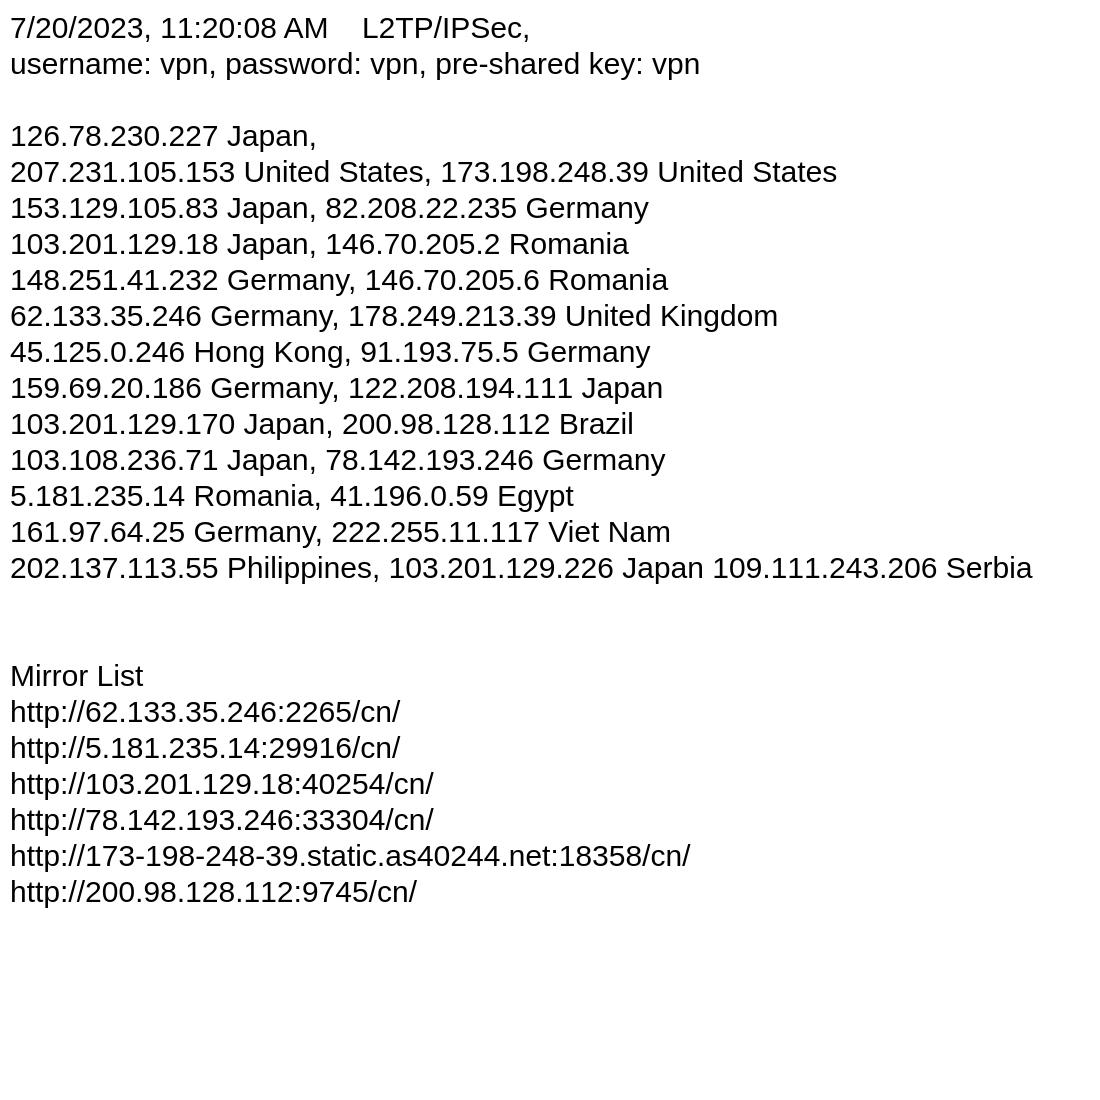 7/20/2023, 11:20:08 AM    L2TP/IPSec,
username: vpn, password: vpn, pre-shared key: vpn
126.78.230.227 Japan,
207.231.105.153 United States, 173.198.248.39 United States
153.129.105.83 Japan, 82.208.22.235 Germany
103.201.129.18 Japan, 146.70.205.2 Romania
148.251.41.232 Germany, 146.70.205.6 Romania
62.133.35.246 Germany, 178.249.213.39 United Kingdom
45.125.0.246 Hong Kong, 91.193.75.5 Germany
159.69.20.186 Germany, 122.208.194.111 Japan
103.201.129.170 Japan, 200.98.128.112 Brazil
103.108.236.71 Japan, 78.142.193.246 Germany
5.181.235.14 Romania, 41.196.0.59 Egypt
161.97.64.25 Germany, 222.255.11.117 Viet Nam
202.137.113.55 Philippines, 103.201.129.226 Japan 109.111.243.206 Serbia
Mirror List
http://62.133.35.246:2265/cn/
http://5.181.235.14:29916/cn/
http://103.201.129.18:40254/cn/
http://78.142.193.246:33304/cn/
http://173-198-248-39.static.as40244.net:18358/cn/
http://200.98.128.112:9745/cn/